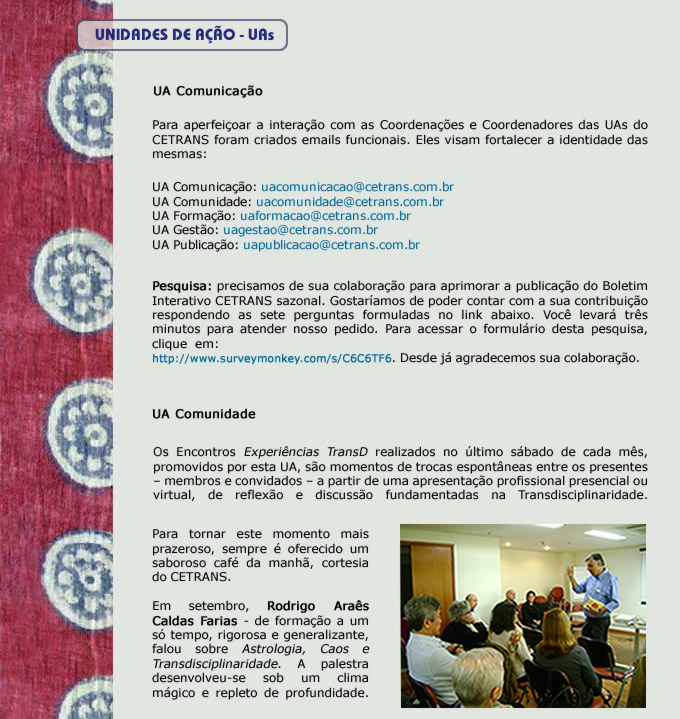 UNIDADES DE AÇÃO - UAs
UA Comunicação
Para aperfeiçoar a interação com as Coordenações e Coordenadores das UAs do
CETRANS foram criados emails funcionais. Eles visam fortalecer a identidade das
mesmas:
UA Comunicação: uacomunicacao@cetrans.com.br
UA Comunidade: uacomunidade@cetrans.com.br
UA Formação: uaformacao@cetrans.com.br
UA Gestão: uagestao@cetrans.com.br
UA Publicação: uapublicacao@cetrans.com.br
Pesquisa: precisamos de sua colaboração para aprimorar a publicação do Boletim
Interativo CETRANS sazonal. Gostaríamos de poder contar com a sua contribuição
respondendo as sete perguntas formuladas no link abaixo. Você levará três
minutos para atender nosso pedido. Para acessar o formulário desta pesquisa,
clique em:
http://www.surveymonkey.com/s/C6C6TF6. Desde já agradecemos sua colaboração.
UA Comunidade
Os Encontros Experiências TransD realizados no último sábado de cada mês,
promovidos por esta UA, são momentos de trocas espontâneas entre os presentes
– membros e convidados – a partir de uma apresentação profissional presencial ou
virtual, de reflexão e discussão fundamentadas na Transdisciplinaridade.
Para tornar este momento mais
prazeroso, sempre é oferecido um
saboroso café da manhã, cortesia
do CETRANS.
Em setembro, Rodrigo Araês
Caldas Farias - de formação a um
só tempo, rigorosa e generalizante,
falou sobre Astrologia, Caos e
Transdisciplinaridade. A palestra
desenvolveu-se sob um clima
mágico e repleto de profundidade.